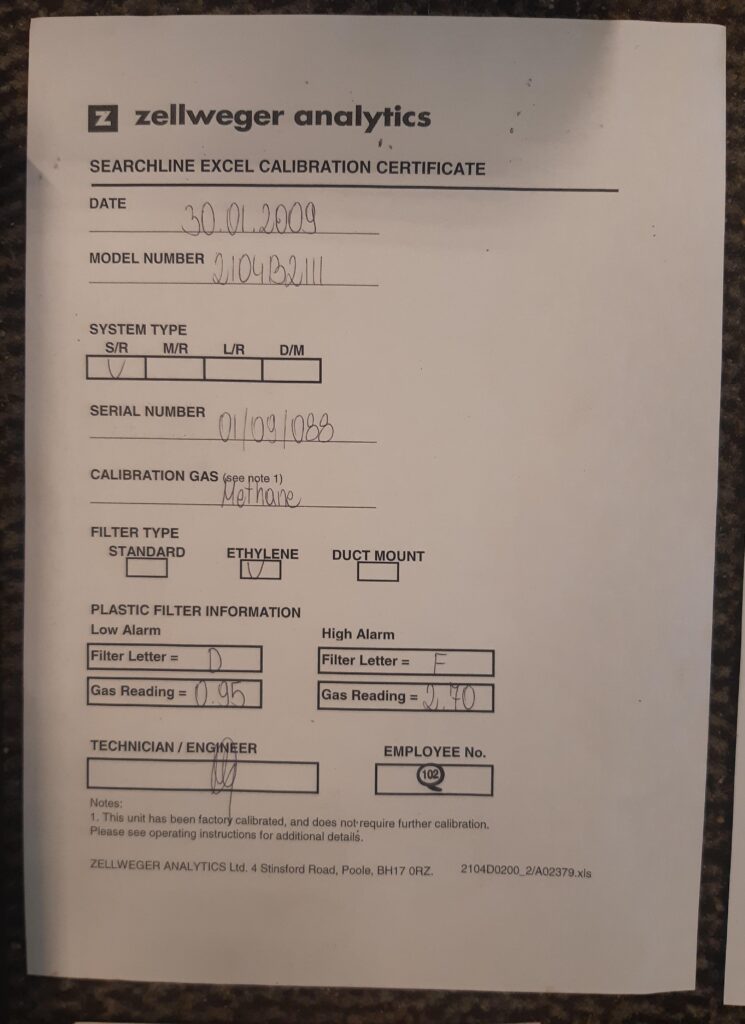 Z zellweger analytics
SEARCHLINE EXCEL CALIBRATION CERTIFICATE
DATE 30.01.2009
MODEL NUMBER 2104B2111
SYSTEM TYPE
S/R M/R L/R D/M
V
SERIAL NUMBER 01/09/088
CALIBRATION GAS (see note 1)
Methane
FILTER TYPE
STANDARD ETHYLENE DUCT MOUNT
V
PLASTIC FILTER INFORMATION
Low Alarm High Alarm
Filter Letter = D Filter Letter = F
Gas Reading = 0.95 Gas Reading = 2.70
TECHNICIAN / ENGINEER EMPLOYEE No.
102
Notes:
1. This unit has been factory calibrated, and does not require further calibration.
Please see operating instructions for additional details.
ZELLWEGER ANALYTICS Ltd. 4 Stinsford Road, Poole, BH17 0RZ. 2104D0200_2/A02379.xls